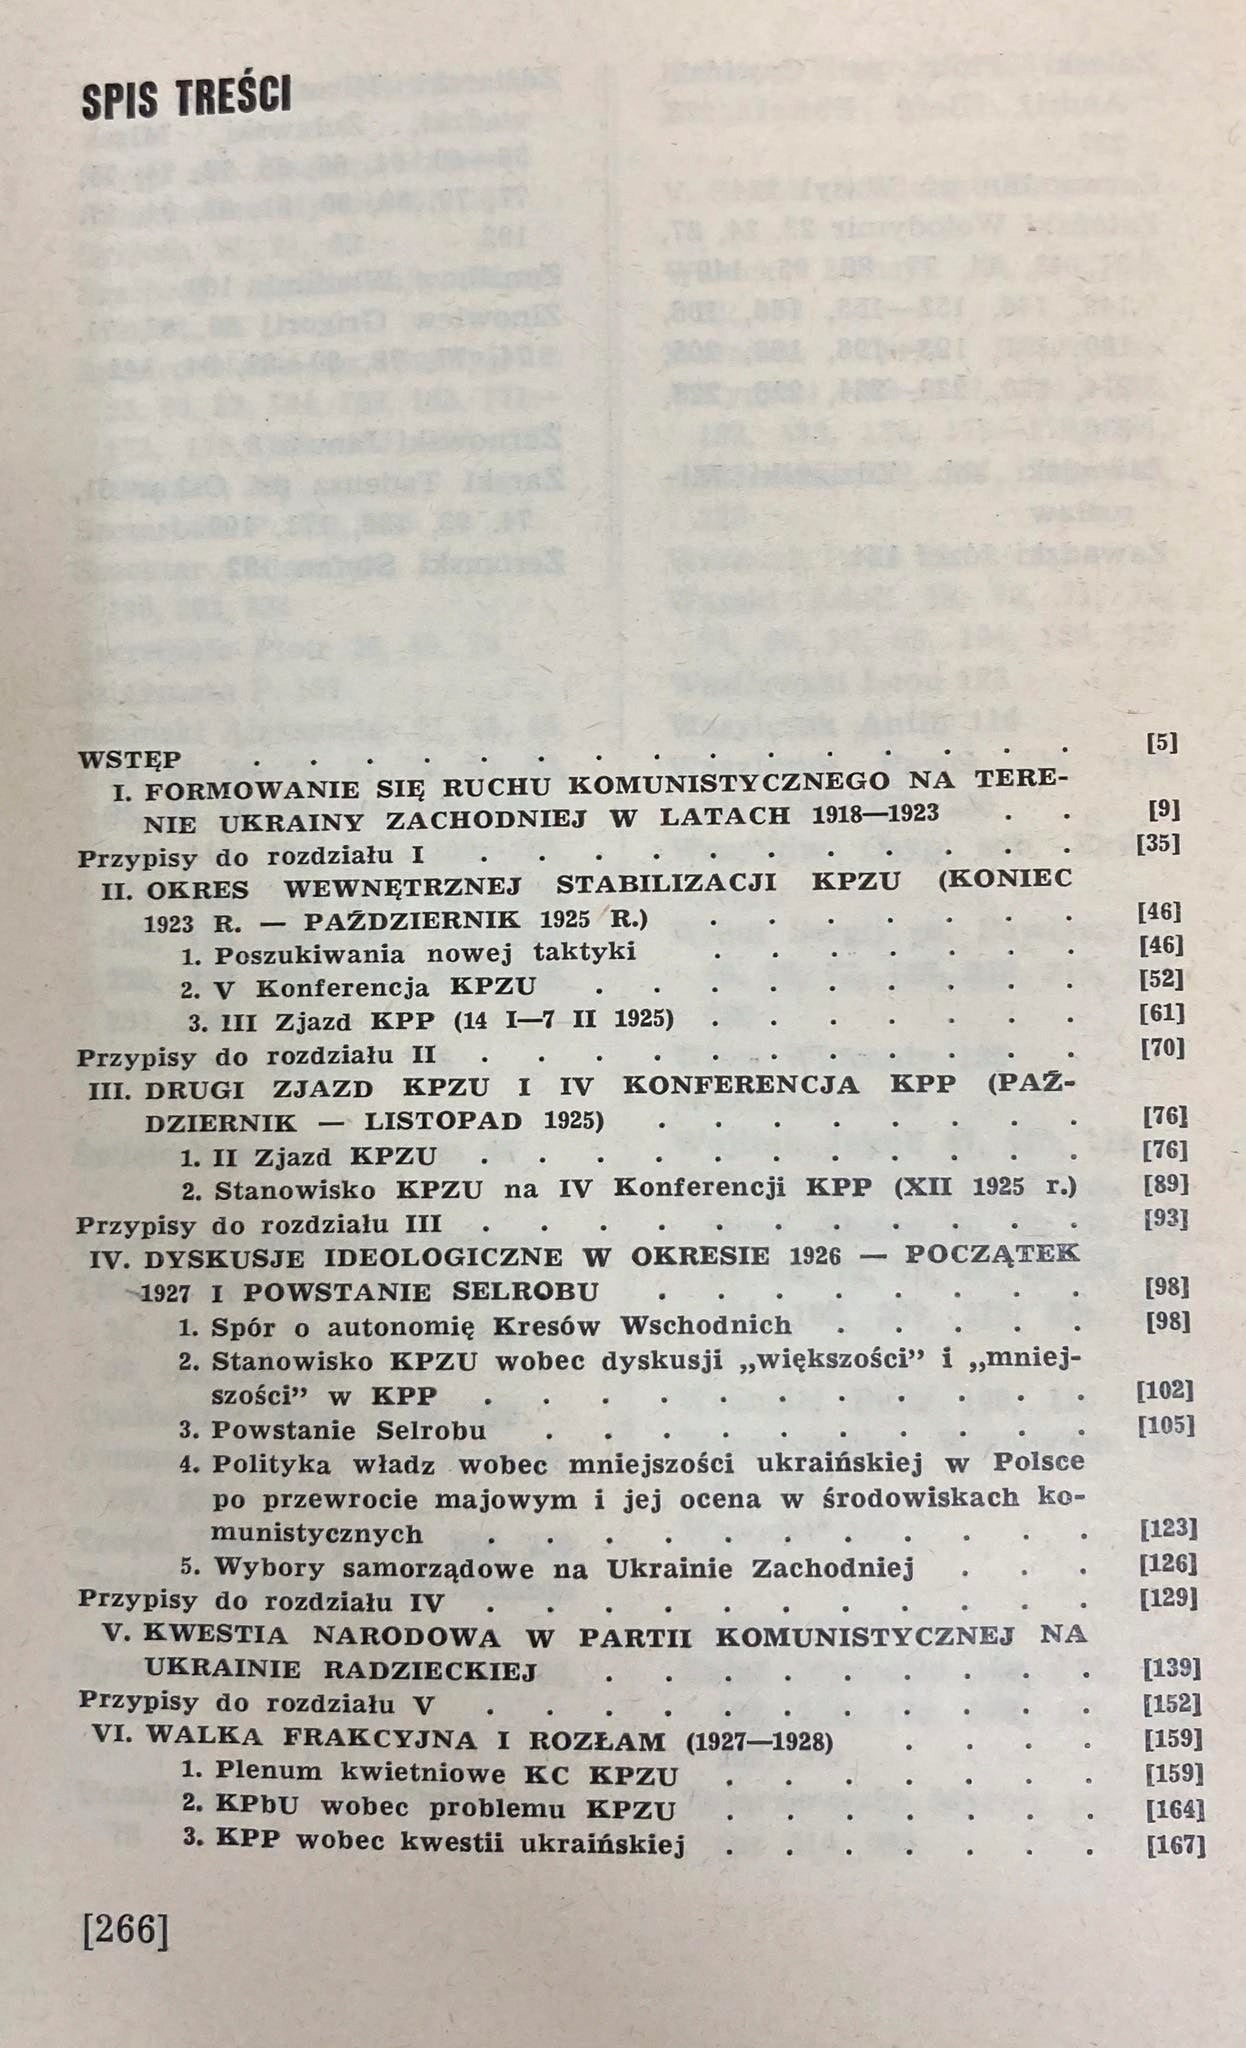 SPIS TREŚCI
WSTĘP . . . . . . . . . . . . . . . [5]
I. FORMOWANIE SIĘ RUCHU KOMUNISTYCZNEGO NA TERE-
NIE UKRAINY ZACHODNIEJ W LATACH 1918—1923 . . [9]
Przypisy do rozdziału I . . . . . . . . . . . [35]
II. OKRES WEWNĘTRZNEJ STABILIZACJI KPZU (KONIEC
1923 R. — PAŹDZIERNIK 1925 R.) . . . . . . . [46]
1. Poszukiwania nowej taktyki . . . . . . . [46]
2. V Konferencja KPZU . . . . . . . . . [52]
3. III Zjazd KPP (14 I—7 II 1925) . . . . . . . [61]
Przypisy do rozdziału II . . . . . . . . . . . [70]
III. DRUGI ZJAZD KPZU I IV KONFERENCJA KPP (PAŹ-
DZIERNIK — LISTOPAD 1925) . . . . . . . . [76]
1. II Zjazd KPZU . . . . . . . . . . . [76]
2. Stanowisko KPZU na IV Konferencji KPP (XII 1925 r.) [89]
Przypisy do rozdziału III . . . . . . . . . . . [93]
IV. DYSKUSJE IDEOLOGICZNE W OKRESIE 1926 — POCZĄTEK
1927 I POWSTANIE SELROBU . . . . . . . . [98]
1. Spór o autonomię Kresów Wschodnich . . . . . [98]
2. Stanowisko KPZU wobec dyskusji „większości” i „mniej-
szości” w KPP . . . . . . . . . . . [102]
3. Powstanie Selrobu . . . . . . . . . . [105]
4. Polityka władz wobec mniejszości ukraińskiej w Polsce
po przewrocie majowym i jej ocena w środowiskach ko-
munistycznych . . . . . . . . . . . [123]
5. Wybory samorządowe na Ukrainie Zachodniej . . . [126]
Przypisy do rozdziału IV . . . . . . . . . . . [129]
V. KWESTIA NARODOWA W PARTII KOMUNISTYCZNEJ NA
UKRAINIE RADZIECKIEJ . . . . . . . . . [139]
Przypisy do rozdziału V . . . . . . . . . . . [152]
VI. WALKA FRAKCYJNA I ROZŁAM (1927—1928) . . . . [159]
1. Plenum kwietniowe KC KPZU . . . . . . . [159]
2. KPbU wobec problemu KPZU . . . . . . . [164]
3. KPP wobec kwestii ukraińskiej . . . . . . . [167]
[266]